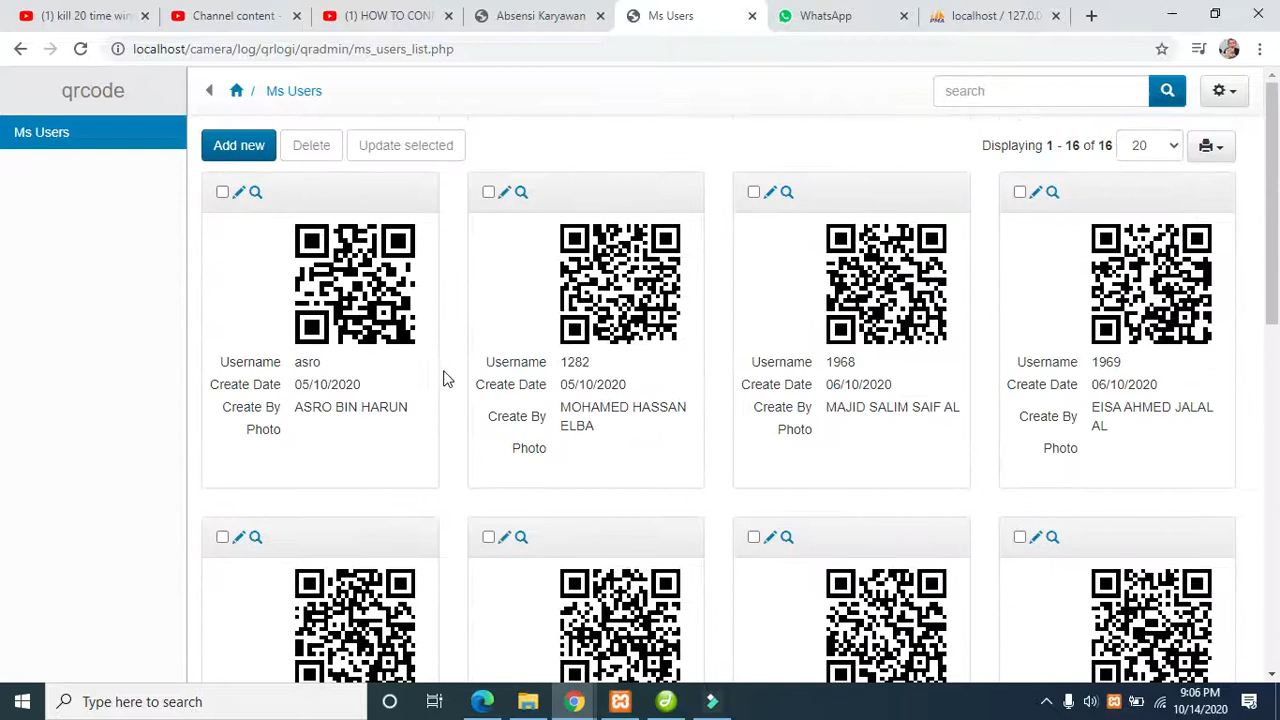 (1) kill 20 time win
Channel content -
(1) HOW TO CON
Absensi Karyawan
Ms Users
WhatsApp
localhost / 127.0.0
localhost/camera/log/qrlogi/qradmin/ms_users_list.php
qrcode
/ Ms Users
search
Ms Users
Add new
Delete
Update selected
Displaying 1 - 16 of 16
20
Username asro
Create Date 05/10/2020
Create By ASRO BIN HARUN
Photo
Username 1282
Create Date 05/10/2020
Create By MOHAMED HASSAN
ELBA
Photo
Username 1968
Create Date 06/10/2020
Create By MAJID SALIM SAIF AL
Photo
Username 1969
Create Date 06/10/2020
Create By EISA AHMED JALAL
AL
Photo
Type here to search
9:06 PM
10/14/2020